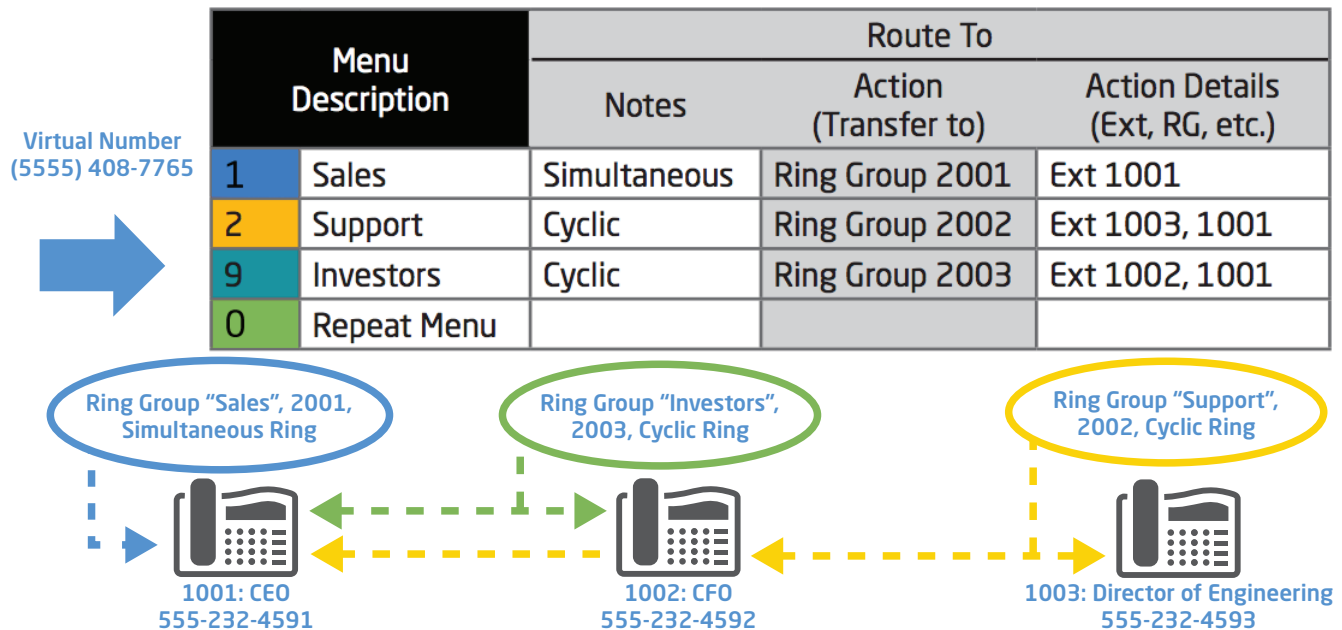 Virtual Number
(5555) 408-7765
Menu
Description
Route To
Notes
Action
(Transfer to)
Action Details
(Ext, RG, etc.)
1 Sales Simultaneous Ring Group 2001 Ext 1001
2 Support Cyclic Ring Group 2002 Ext 1003, 1001
9 Investors Cyclic Ring Group 2003 Ext 1002, 1001
0 Repeat Menu
Ring Group “Sales”, 2001,
Simultaneous Ring
Ring Group “Investors”,
2003, Cyclic Ring
Ring Group “Support”,
2002, Cyclic Ring
1001: CEO
555-232-4591
1002: CFO
555-232-4592
1003: Director of Engineering
555-232-4593